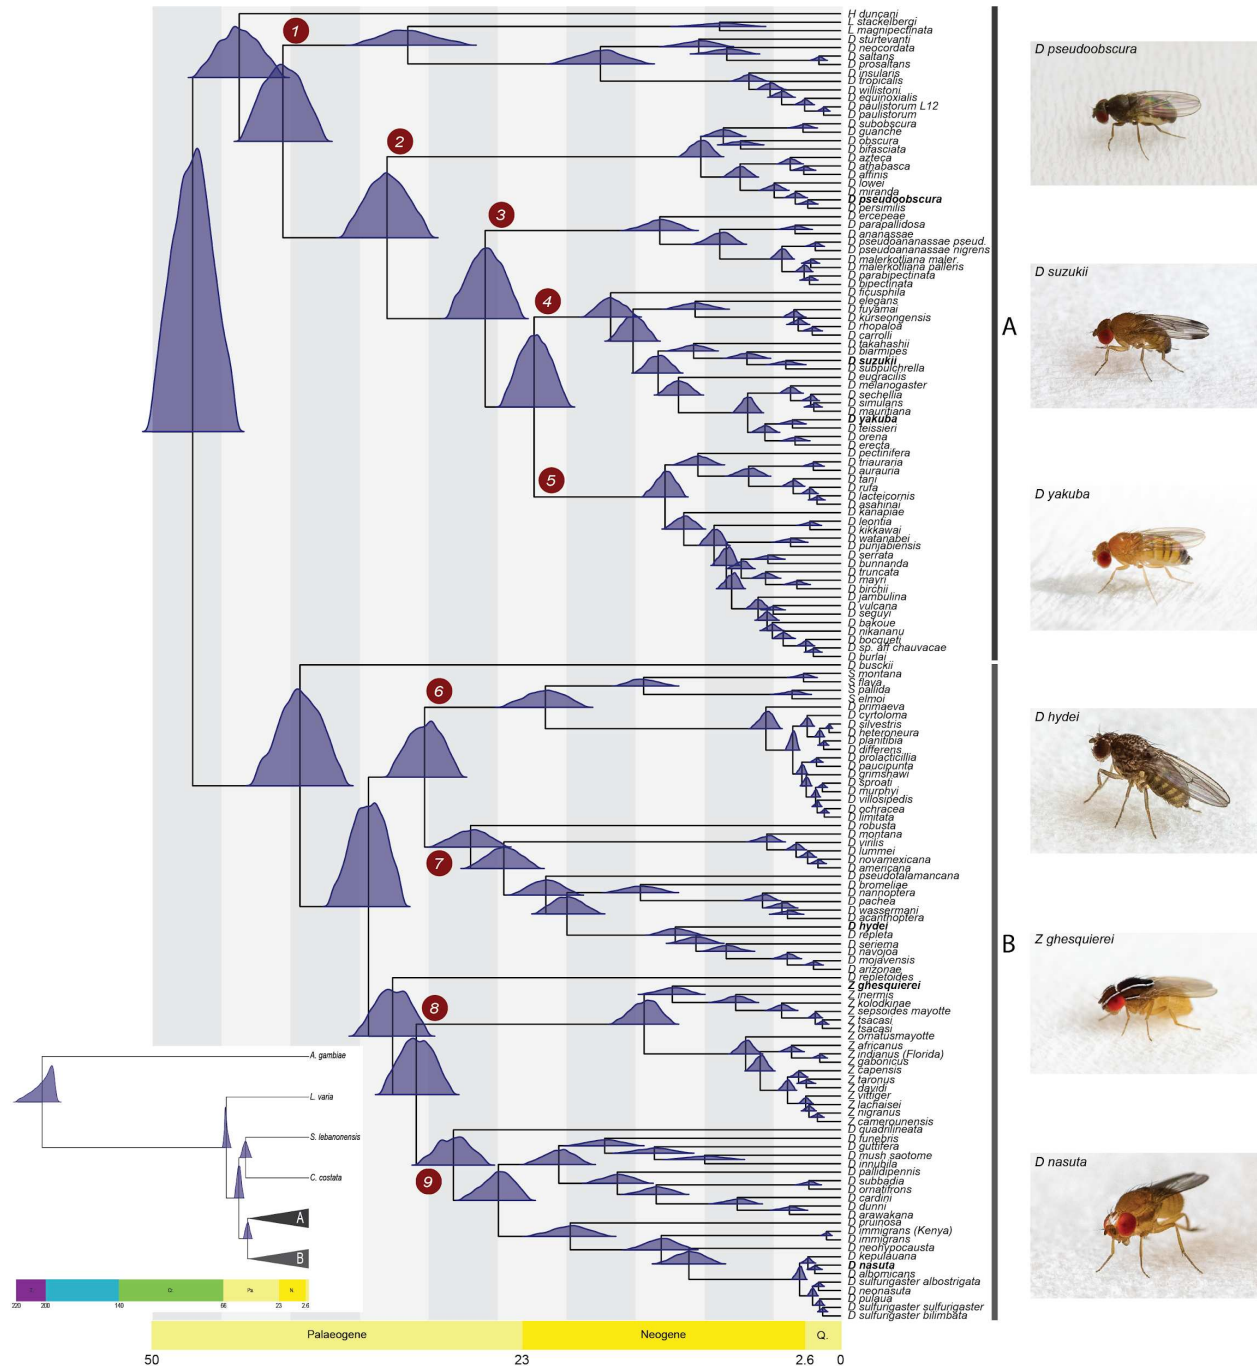 H duncani
L stackelbergi
L magnipectinata
D sturtevanti
D neocordata
D saltans
D prosaltans
D insularis
D tropicalis
D willistoni
D equinoxialis
D paulistorum L12
D paulistorum
D subobscura
D guanche
D obscura
D bifasciata
D azteca
D athabasca
D affinis
D lowei
D miranda
D pseudoobscura
D persimilis
D ercepeae
D parapallidosa
D ananassae
D pseudoananassae pseud.
D pseudoananassae nigrens
D malerkotliana maler.
D malerkotliana pallens
D parabipectinata
D bipectinata
D ficusphila
D elegans
D fuyamai
D kurseongensis
D rhopaloa
D carrolli
D takahashii
D biarmipes
D suzukii
D subpulchrella
D eugracilis
D melanogaster
D sechellia
D simulans
D mauritiana
D yakuba
D teissieri
D orena
D erecta
D pectinifera
D triauraria
D aurauria
D tani
D rufa
D lacteicornis
D asahinai
D kanapiae
D leontia
D kikkawai
D watanabei
D punjabiensis
D serrata
D bunnanda
D truncata
D mayri
D birchii
D jambulina
D vulcana
D seguyi
D bakoue
D nikananu
D bocqueti
D sp. aff chauvacae
D burlai
D busckii
S montana
S flava
S pallida
S elmoi
D primaeva
D cyrtoloma
D silvestris
D heteroneura
D planitibia
D differens
D prolacticillia
D paucipunta
D grimshawi
D sproati
D murphyi
D villosipedis
D ochracea
D limitata
D robusta
D montana
D virilis
D lummei
D novamexicana
D americana
D pseudotalamancana
D bromeliae
D nannoptera
D pachea
D wassermani
D acanthoptera
D hydei
D repleta
D seriema
D navojoa
D mojavensis
D arizonae
D repletoides
Z ghesquierei
Z inermis
Z kolodkinae
Z sepsoides mayotte
Z tsacasi
Z tsacasi
Z ornatusmayotte
Z africanus
Z indianus (Florida)
Z gabonicus
Z capensis
Z taronus
Z davidi
Z vittiger
Z lachaisei
Z nigranus
Z camerounensis
D quadrilineata
D funebris
D guttifera
D mush saotome
D innubila
D pallidipennis
D subbadia
D ornatifrons
D cardini
D dunni
D arawakana
D pruinosa
D immigrans (Kenya)
D immigrans
D neohypocausta
D kepulauana
D nasuta
D albomicans
D sulfurigaster albostrigata
D neonasuta
D pulaua
D sulfurigaster sulfurigaster
D sulfurigaster bilimbata
1
2
3
4
5
6
7
8
9
A
B
D pseudoobscura
D suzukii
D yakuba
D hydei
Z ghesquierei
D nasuta
A. gambiae
L. varia
S. lebanonensis
C. costata
A
B
Pa
N.
220
200
140
66
23
2.6
Palaeogene
Neogene
Q.
50
23
2.6
0